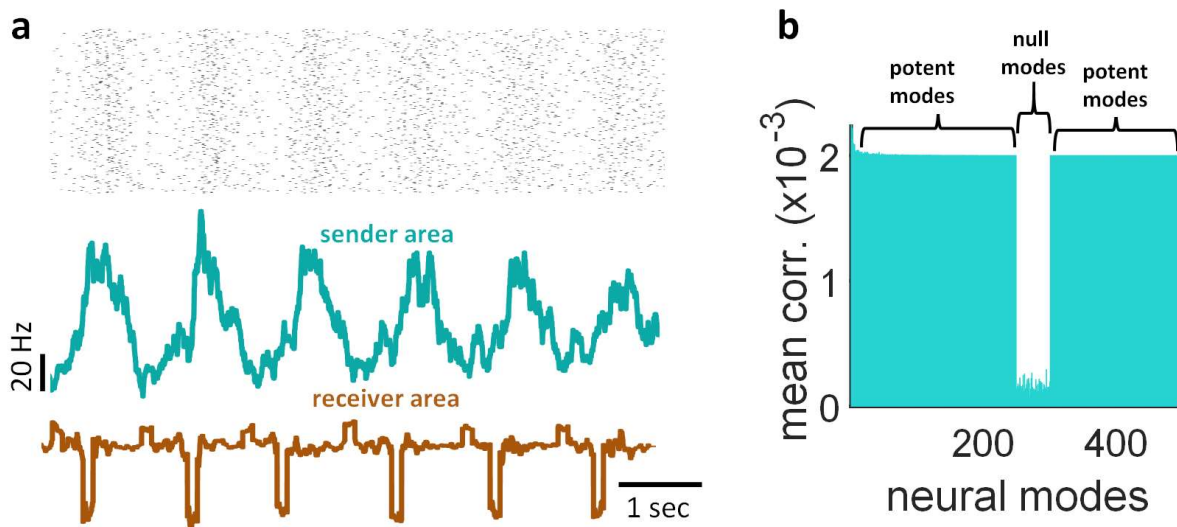 a
sender area
20 Hz
receiver area
1 sec
b
null
modes
potent
modes
potent
modes
mean corr. (x10⁻³)
2
1
0
200
400
neural modes